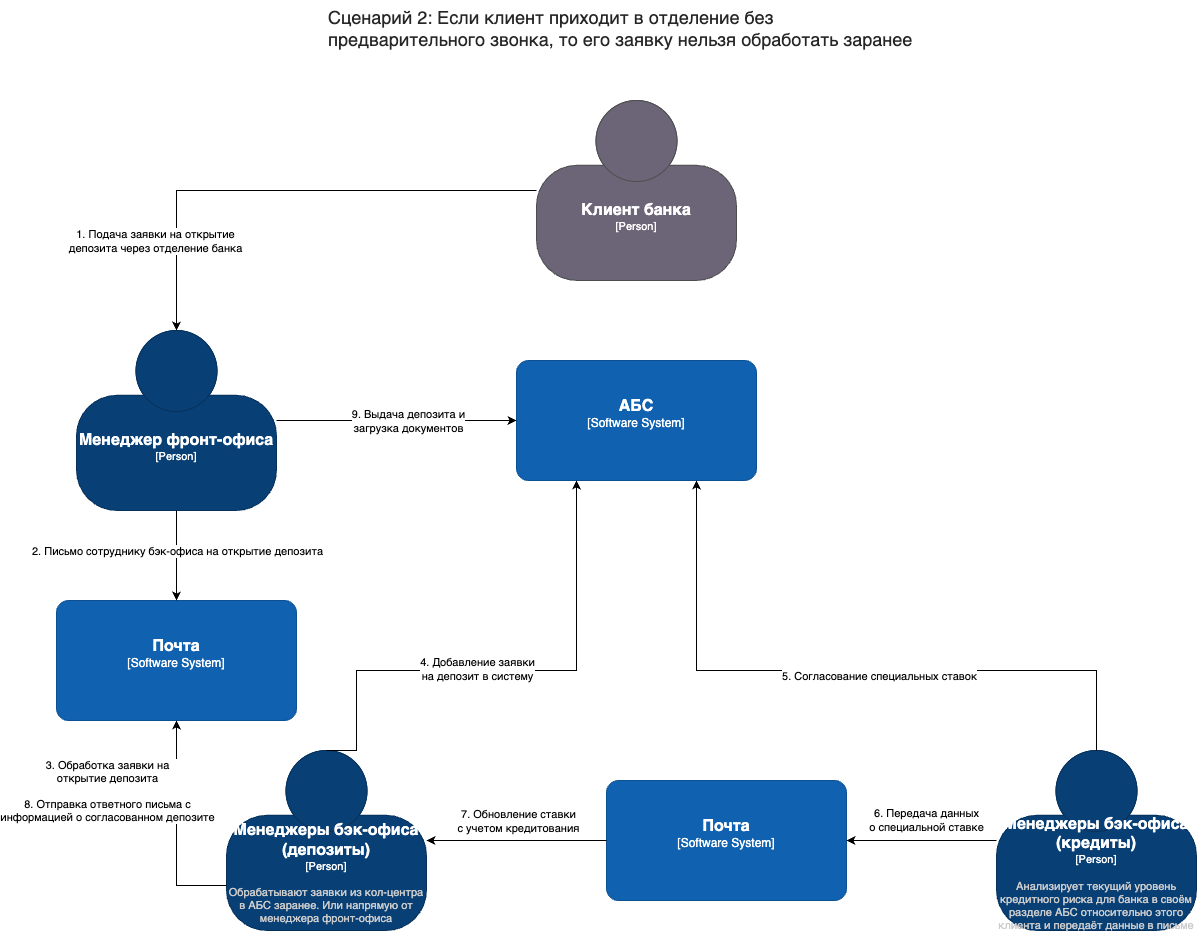 Сценарий 2: Если клиент приходит в отделение без
предварительного звонка, то его заявку нельзя обработать заранее
Клиент банка
[Person]
1. Подача заявки на открытие
депозита через отделение банка
Менеджер фронт-офиса
[Person]
9. Выдача депозита и
загрузка документов
АБС
[Software System]
2. Письмо сотруднику бэк-офиса на открытие депозита
Почта
[Software System]
4. Добавление заявки
на депозит в систему
5. Согласование специальных ставок
3. Обработка заявки на
открытие депозита
8. Отправка ответного письма с
информацией о согласованном депозите
Менеджеры бэк-офиса
(депозиты)
[Person]
Обрабатывают заявки из кол-центра
в АБС заранее. Или напрямую от
менеджера фронт-офиса
7. Обновление ставки
с учетом кредитования
Почта
[Software System]
6. Передача данных
о специальной ставке
Менеджеры бэк-офиса
(кредиты)
[Person]
Анализирует текущий уровень
кредитного риска для банка в своём
разделе АБС относительно этого
клиента и передаёт данные в письме